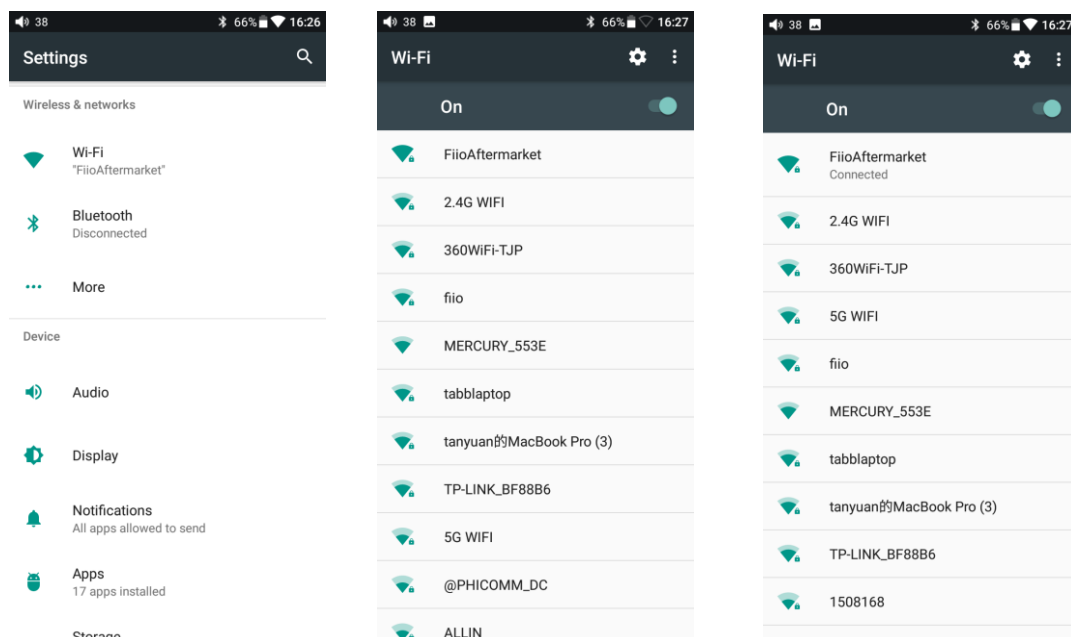 38 66% 16:26
Settings
Wireless & networks
Wi-Fi
"FiioAftermarket"
Bluetooth
Disconnected
More
Device
Audio
Display
Notifications
All apps allowed to send
Apps
17 apps installed
Storage
38 66% 16:27
Wi-Fi
On
FiioAftermarket
2.4G WIFI
360WiFi-TJP
fiio
MERCURY_553E
tabblaptop
tanyuan的MacBook Pro (3)
TP-LINK_BF88B6
5G WIFI
@PHICOMM_DC
ALLIN
38 66% 16:27
Wi-Fi
On
FiioAftermarket
Connected
2.4G WIFI
360WiFi-TJP
5G WIFI
fiio
MERCURY_553E
tabblaptop
tanyuan的MacBook Pro (3)
TP-LINK_BF88B6
1508168